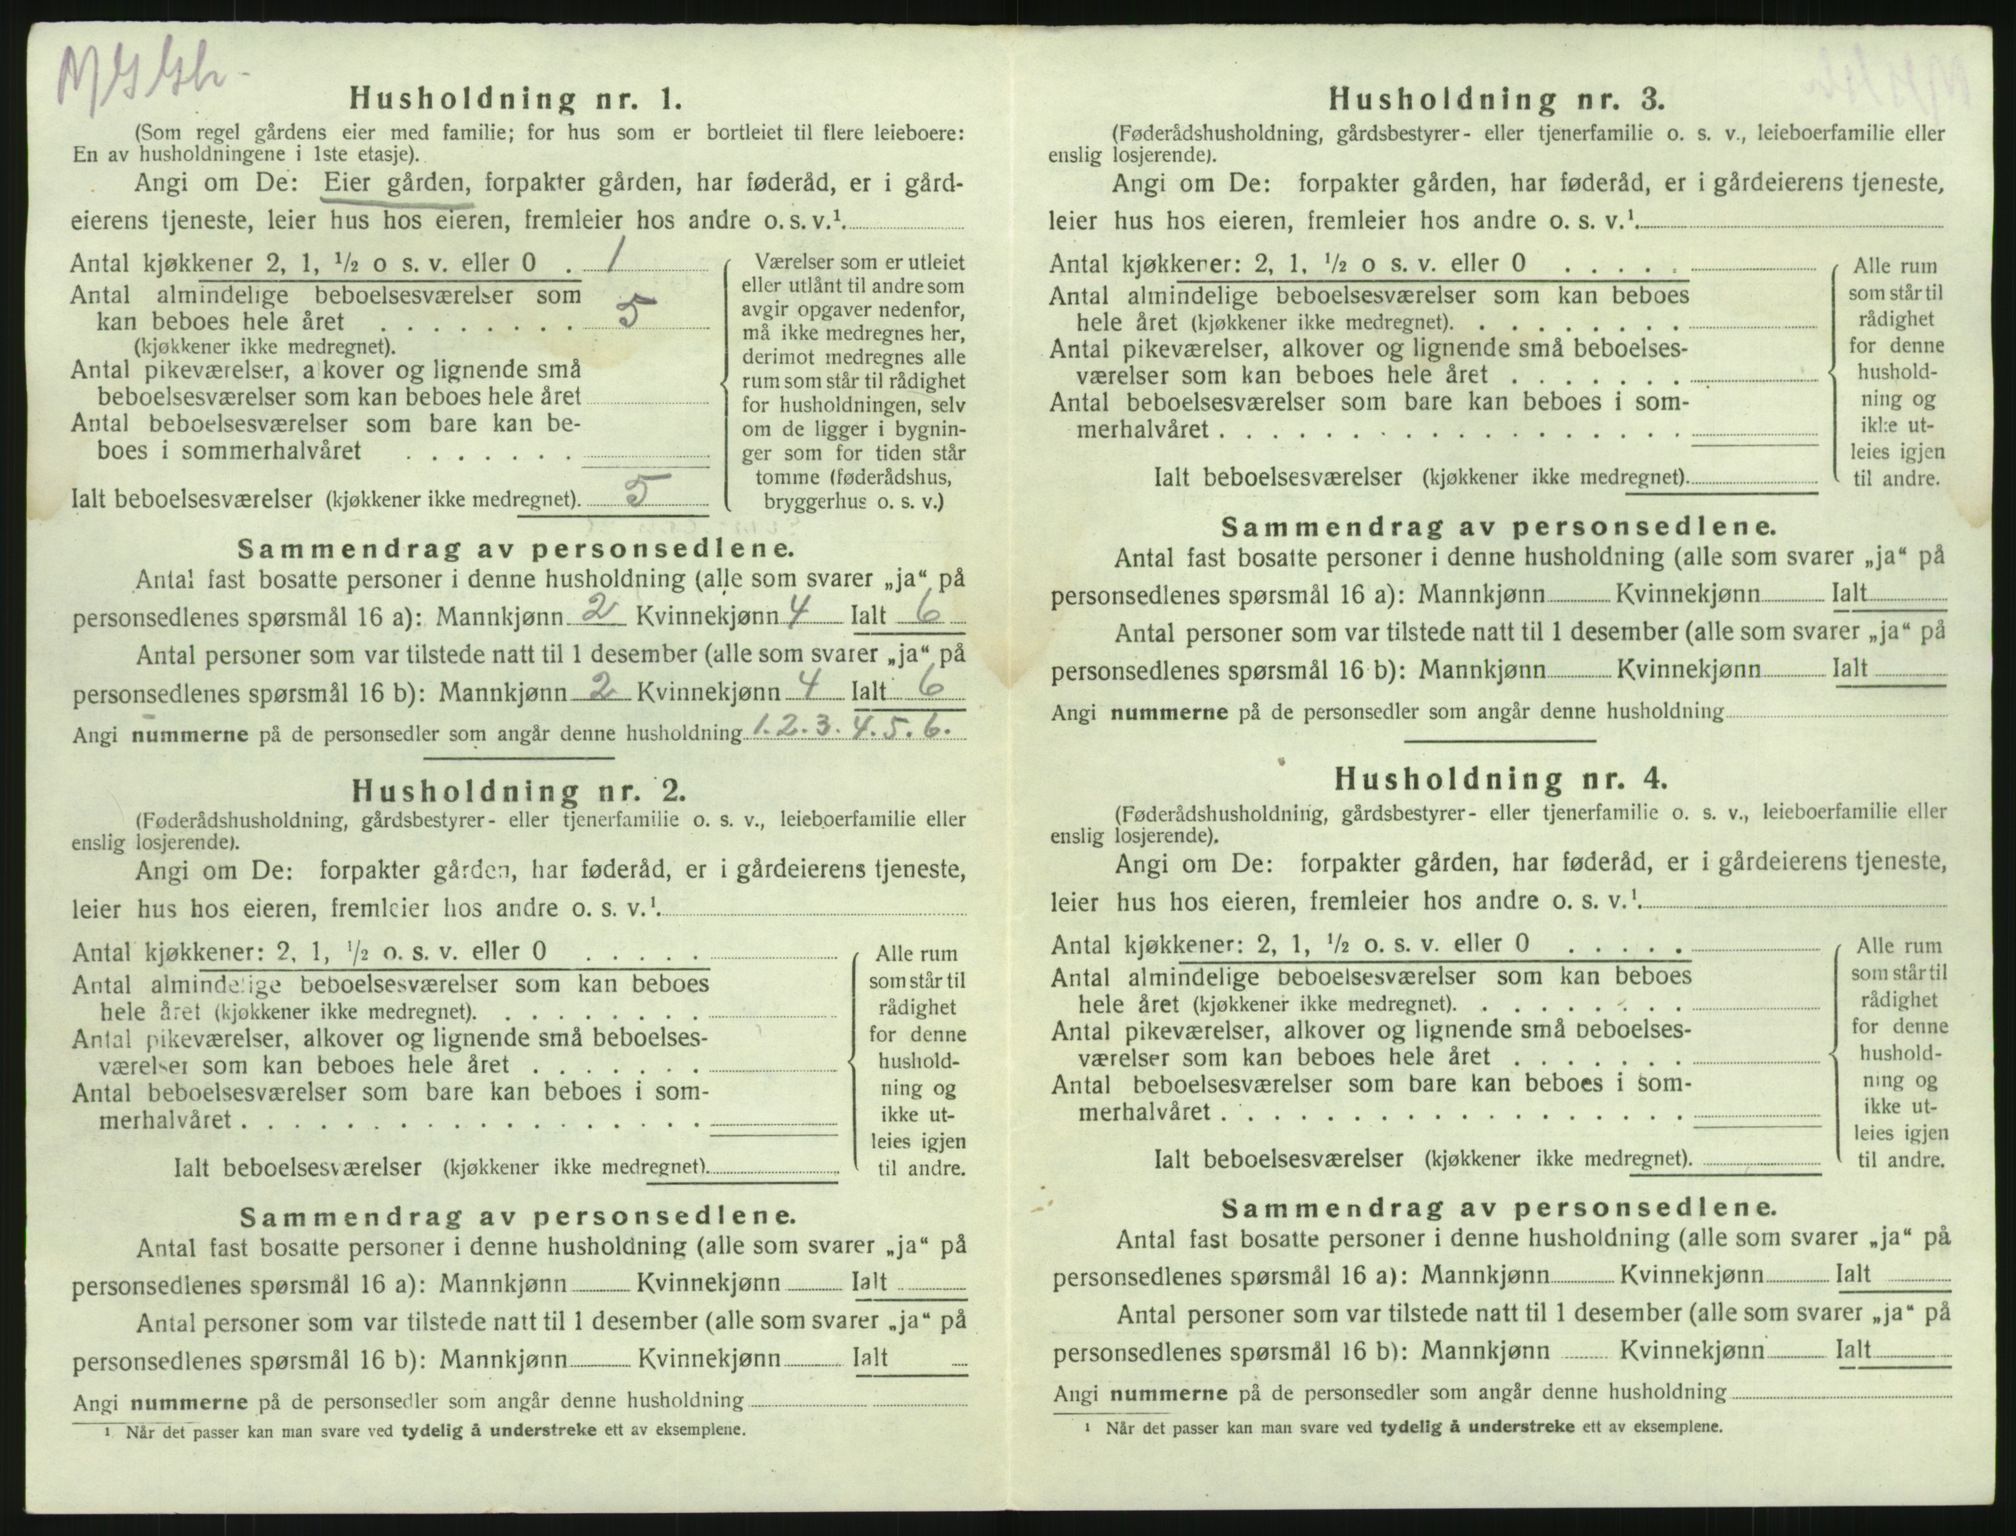 Husholdning nr. 1.
(Som regel gårdens eier med familie; for hus som er bortleiet til flere leieboere:
En av husholdningene i 1ste etasje).
Angi om De: Eier gården, forpakter gården, har føderåd, er i gård-
eierens tjeneste, leier hus hos eieren, fremleier hos andre o. s. v.¹.
Antal kjøkkener 2, 1, ¹/₂ o s. v. eller 0 . 1
Antal almindelige beboelsesværelser som
kan beboes hele året . . . . . . . . 5
(kjøkkener ikke medregnet).
Antal pikeværelser, alkover og lignende små
beboelsesværelser som kan beboes hele året
Antal beboelsesværelser som bare kan be-
boes i sommerhalvåret . . . . . . .
Ialt beboelsesværelser (kjøkkener ikke medregnet). 5
Værelser som er utleiet
eller utlånt til andre som
avgir opgaver nedenfor,
må ikke medregnes her,
derimot medregnes alle
rum som står til rådighet
for husholdningen, selv
om de ligger i bygnin-
ger som for tiden står
tomme (føderådshus,
bryggerhus o. s. v.)
Sammendrag av personsedlene.
Antal fast bosatte personer i denne husholdning (alle som svarer „ja“ på
personsedlenes spørsmål 16 a): Mannkjønn 2 Kvinnekjønn 4 Ialt 6
Antal personer som var tilstede natt til 1 desember (alle som svarer „ja“ på
personsedlenes spørsmål 16 b): Mannkjønn 2 Kvinnekjønn 4 Ialt 6
Angi nummerne på de personsedler som angår denne husholdning 1. 2. 3. 4. 5. 6.
Husholdning nr. 2.
(Føderådshusholdning, gårdsbestyrer- eller tjenerfamilie o. s. v., leieboerfamilie eller
enslig losjerende).
Angi om De: forpakter gården, har føderåd, er i gårdeierens tjeneste,
leier hus hos eieren, fremleier hos andre o. s. v.¹.
Antal kjøkkener: 2, 1, ¹/₂ o. s. v. eller 0 . . . . .
Antal almindelige beboelsesværelser som kan beboes
hele året (kjøkkener ikke medregnet). . . . . . . . .
Antal pikeværelser, alkover og lignende små beboelses-
værelser som kan beboes hele året . . . . . . .
Antal beboelsesværelser som bare kan beboes i som-
merhalvåret . . . . . . . . . . . . . . . . . .
Ialt beboelsesværelser (kjøkkener ikke medregnet).
Alle rum
som står til
rådighet
for denne
hushold-
ning og
ikke ut-
leies igjen
til andre.
Sammendrag av personsedlene.
Antal fast bosatte personer i denne husholdning (alle som svarer „ja“ på
personsedlenes spørsmål 16 a): Mannkjønn Kvinnekjønn Ialt
Antal personer som var tilstede natt til 1 desember (alle som svarer „ja“ på
personsedlenes spørsmål 16 b): Mannkjønn Kvinnekjønn Ialt
Angi nummerne på de personsedler som angår denne husholdning
¹ Når det passer kan man svare ved tydelig å understreke ett av eksemplene.
Husholdning nr. 3.
(Føderådshusholdning, gårdsbestyrer- eller tjenerfamilie o. s. v., leieboerfamilie eller
enslig losjerende).
Angi om De: forpakter gården, har føderåd, er i gårdeierens tjeneste,
leier hus hos eieren, fremleier hos andre o. s. v.¹.
Antal kjøkkener: 2, 1, ¹/₂ o s. v. eller 0 . . . . .
Antal almindelige beboelsesværelser som kan beboes
hele året (kjøkkener ikke medregnet). . . . . . . . .
Antal pikeværelser, alkover og lignende små beboelses-
værelser som kan beboes hele året . . . . . . .
Antal beboelsesværelser som bare kan beboes i som-
merhalvåret . . . . . . . . . . . . . . . . . .
Ialt beboelsesværelser (kjøkkener ikke medregnet).
Alle rum
som står til
rådighet
for denne
hushold-
ning og
ikke ut-
leies igjen
til andre.
Sammendrag av personsedlene.
Antal fast bosatte personer i denne husholdning (alle som svarer „ja“ på
personsedlenes spørsmål 16 a): Mannkjønn Kvinnekjønn Ialt
Antal personer som var tilstede natt til 1 desember (alle som svarer „ja“ på
personsedlenes spørsmål 16 b): Mannkjønn Kvinnekjønn Ialt
Angi nummerne på de personsedler som angår denne husholdning
Husholdning nr. 4.
(Føderådshusholdning, gårdsbestyrer- eller tjenerfamilie o. s. v., leieboerfamilie eller
enslig losjerende).
Angi om De: forpakter gården, har føderåd, er i gårdeierens tjeneste,
leier hus hos eieren, fremleier hos andre o. s. v.¹.
Antal kjøkkener: 2, 1, ¹/₂ o. s. v. eller 0 . . . . .
Antal almindelige beboelsesværelser som kan beboes
hele året (kjøkkener ikke medregnet). . . . . . . . .
Antal pikeværelser, alkover og lignende små beboelses-
værelser som kan beboes hele året . . . . . . .
Antal beboelsesværelser som bare kan beboes i som-
merhalvåret . . . . . . . . . . . . . . . . . .
Ialt beboelsesværelser (kjøkkener ikke medregnet).
Alle rum
som står til
rådighet
for denne
hushold-
ning og
ikke ut-
leies igjen
til andre.
Sammendrag av personsedlene.
Antal fast bosatte personer i denne husholdning (alle som svarer „ja“ på
personsedlenes spørsmål 16 a): Mannkjønn Kvinnekjønn Ialt
Antal personer som var tilstede natt til 1 desember (alle som svarer „ja“ på
personsedlenes spørsmål 16 b): Mannkjønn Kvinnekjønn Ialt
Angi nummerne på de personsedler som angår denne husholdning
¹ Når det passer kan man svare ved tydelig å understreke ett av eksemplene.